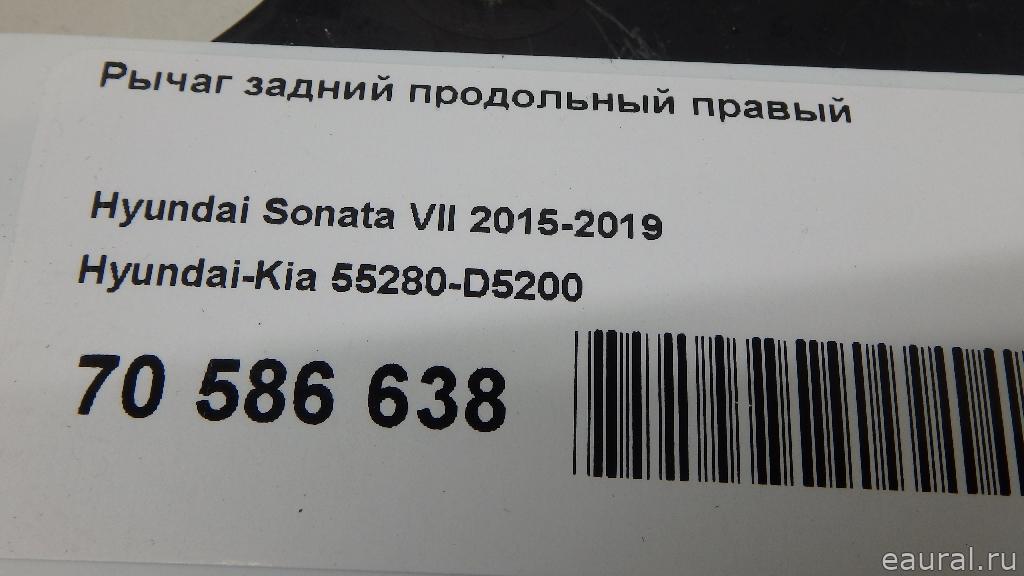 Рычаг задний продольный правый
Hyundai Sonata VII 2015-2019
Hyundai-Kia 55280-D5200
70 586 638
eaural.ru